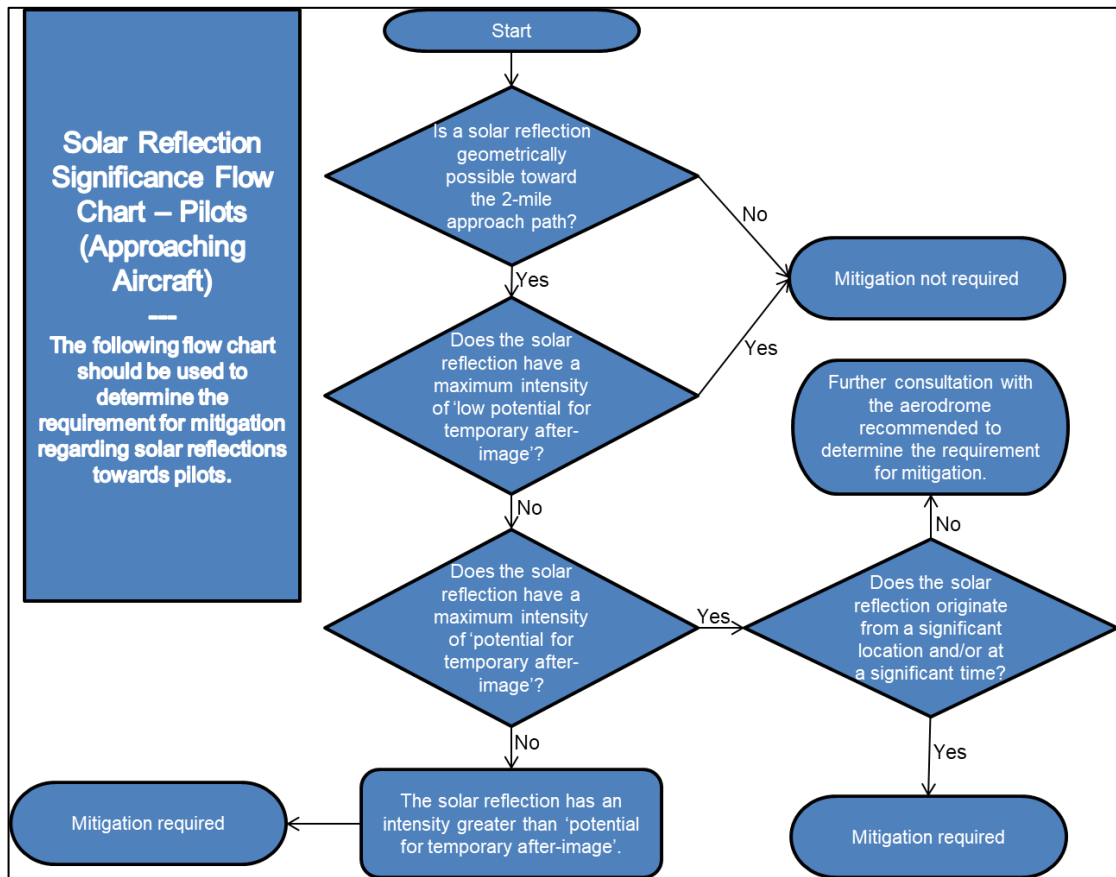 Solar Reflection
Significance Flow
Chart – Pilots
(Approaching
Aircraft)
---
The following flow chart
should be used to
determine the
requirement for mitigation
regarding solar reflections
towards pilots.
Start
Is a solar reflection
geometrically
possible toward
the 2-mile
approach path?
No
Yes
Mitigation not required
Does the solar
reflection have a
maximum intensity
of ‘low potential for
temporary after-
image’?
Yes
No
Further consultation with
the aerodrome
recommended to
determine the requirement
for mitigation.
No
Does the solar
reflection have a
maximum intensity
of ‘potential for
temporary after-
image’?
Yes
Does the solar
reflection originate
from a significant
location and/or at
a significant time?
No
Yes
The solar reflection has an
intensity greater than ‘potential
for temporary after-image’.
Mitigation required
Mitigation required